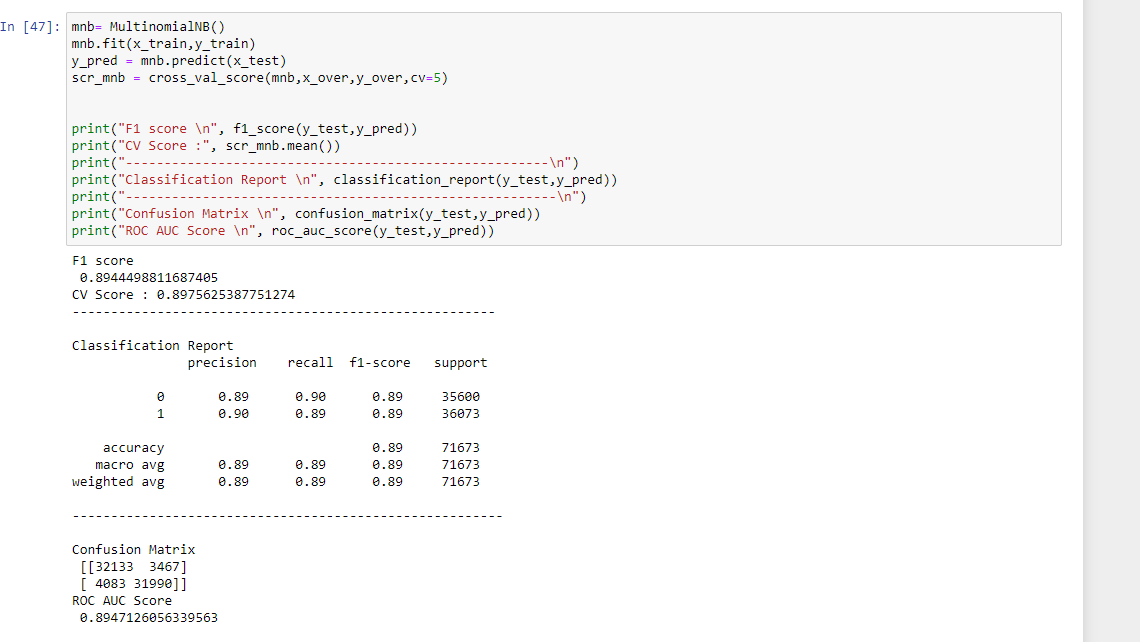 In [47]: mnb= MultinomialNB()
mnb.fit(x_train,y_train)
y_pred = mnb.predict(x_test)
scr_mnb = cross_val_score(mnb,x_over,y_over,cv=5)
print("F1 score \n", f1_score(y_test,y_pred))
print("CV Score :", scr_mnb.mean())
print("-------------------------------------------------------\n")
print("Classification Report \n", classification_report(y_test,y_pred))
print("--------------------------------------------------------\n")
print("Confusion Matrix \n", confusion_matrix(y_test,y_pred))
print("ROC AUC Score \n", roc_auc_score(y_test,y_pred))
F1 score
0.8944498811687405
CV Score : 0.8975625387751274
-------------------------------------------------------
Classification Report
precision recall f1-score support
0 0.89 0.90 0.89 35600
1 0.90 0.89 0.89 36073
accuracy 0.89 71673
macro avg 0.89 0.89 0.89 71673
weighted avg 0.89 0.89 0.89 71673
--------------------------------------------------------
Confusion Matrix
[[32133 3467]
[ 4083 31990]]
ROC AUC Score
0.8947126056339563